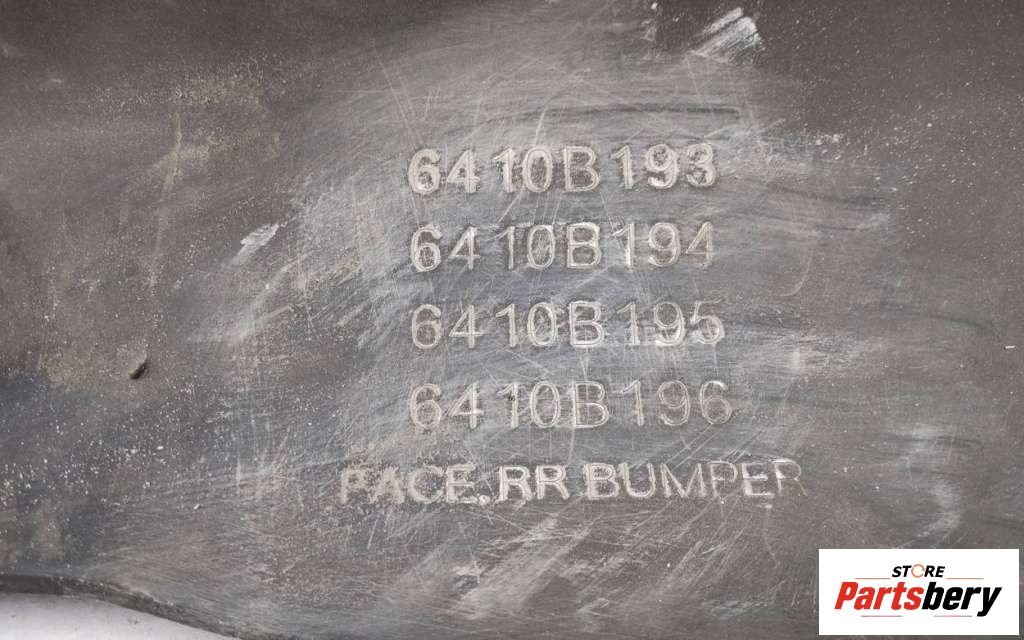 6410B193
6410B194
6410B195
6410B196
FACE, RR BUMPER
STORE
Partsbery